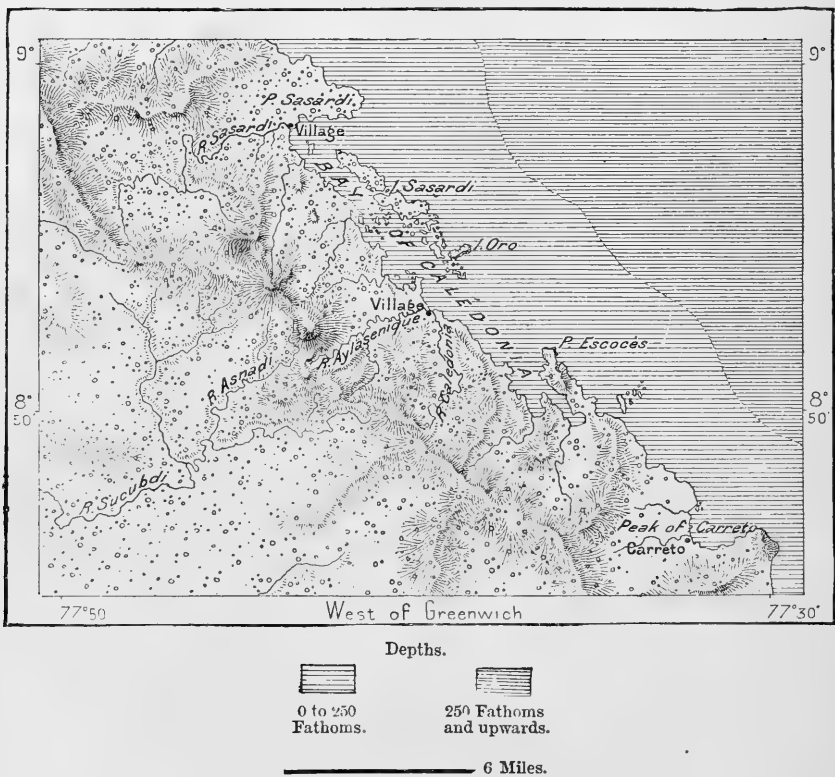 9°
9°
P. Sasardi
R. Sasardi
Village
BAY OF CALEDONIA
I. Sasardi
I. Oro
Village
R. Aylasenique
P. Escocés
R. Asnadi
R. Caledonia
8°
50'
8°
50'
R. Sucubdi
Peak of Carreto
Carreto
77°50
West of Greenwich
77°30
Depths.
0 to 250
Fathoms.
250 Fathoms
and upwards.
6 Miles.